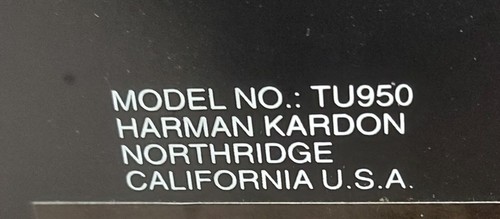 MODEL NO.: TU950
HARMAN KARDON
NORTHRIDGE
CALIFORNIA U.S.A.